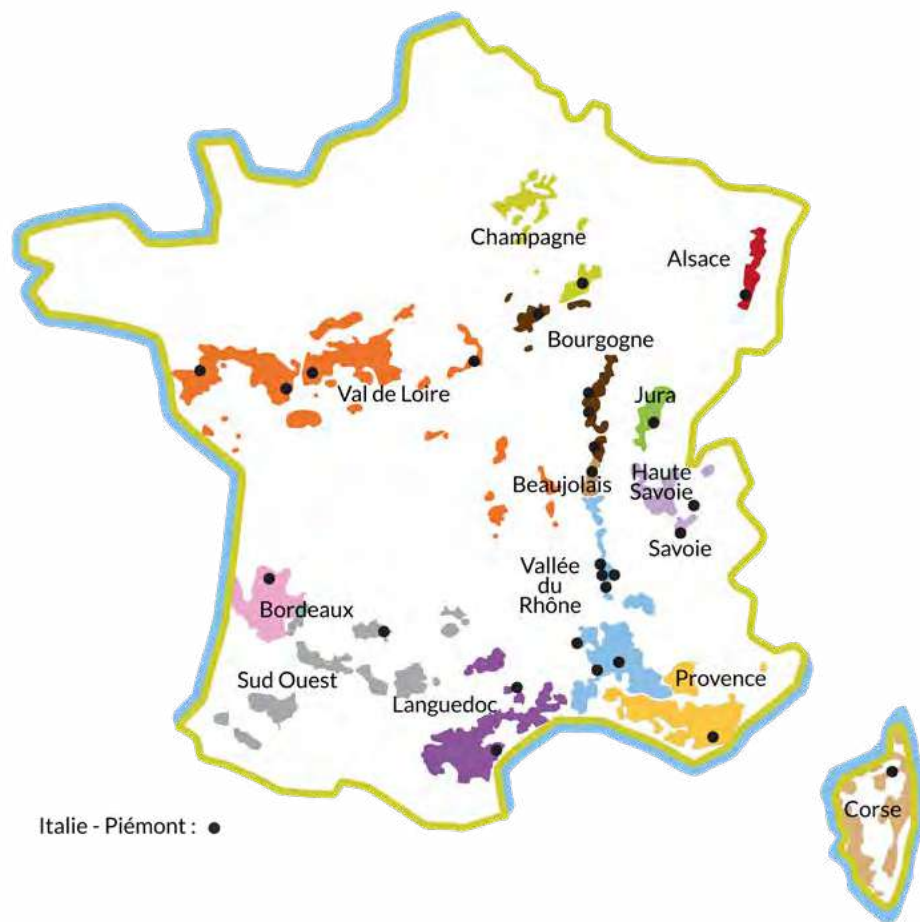 Champagne
Alsace
Bourgogne
Val de Loire
Jura
Beaujolais
Haute
Savoie
Savoie
Vallée
du
Rhône
Bordeaux
Sud Ouest
Provence
Languedoc
Corse
Italie - Piémont :